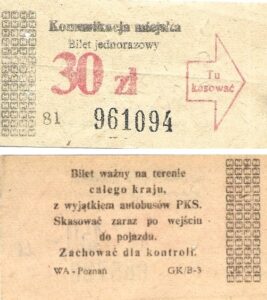 Komunikacja miejska
Bilet jednorazowy
30 zł
Tu
kosować
81 961094
Bilet ważny na terenie
całego kraju,
z wyjątkiem autobusów PKS.
Skasować zaraz po wejściu
do pojazdu.
Zachować dla kontroli.
WA - Poznań GK/B-3